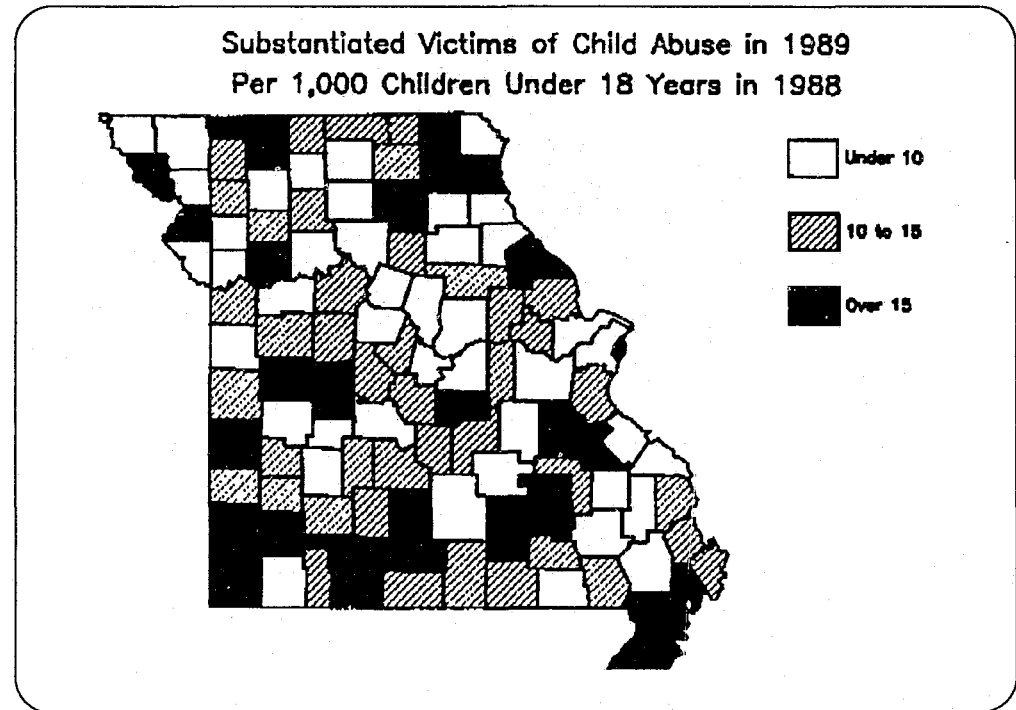 Substantiated Victims of Child Abuse in 1989
Per 1,000 Children Under 18 Years in 1988
Under 10
10 to 15
Over 15